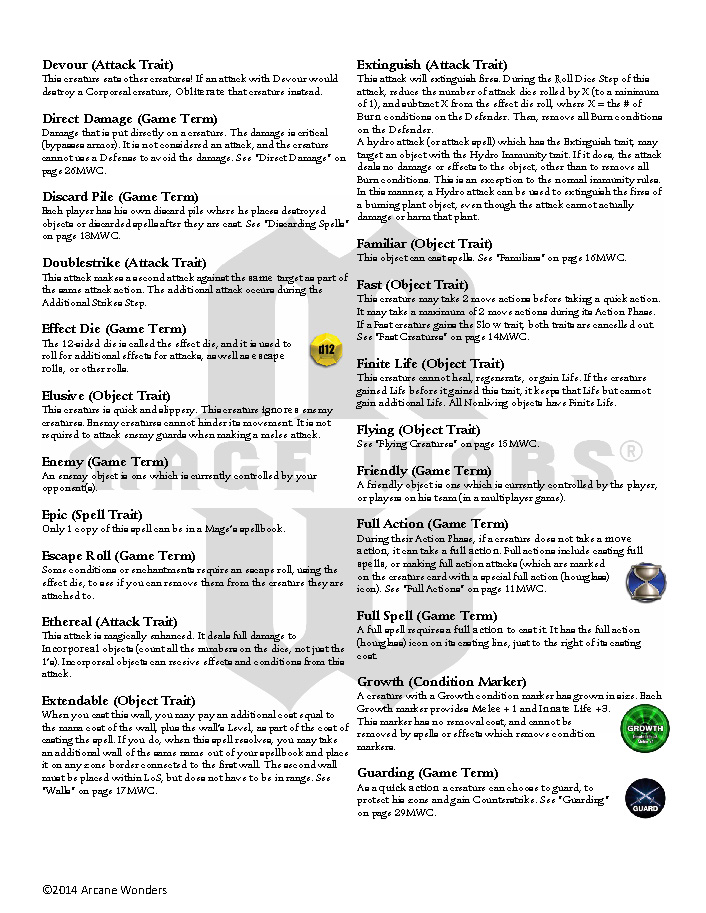 Devour (Attack Trait)
This creature eats other creatures! If an attack with Devour would
destroy a Corporeal creature, Obliterate that creature instead.
Direct Damage (Game Term)
Damage that is put directly on a creature. The damage is critical
(bypasses armor). It is not considered an attack, and the creature
cannot use a Defense to avoid the damage. See "Direct Damage" on
page 26MWC.
Discard Pile (Game Term)
Each player has his own discard pile where he places destroyed
objects or discarded spells after they are cast. See "Discarding Spells"
on page 18MWC.
Doublestrike (Attack Trait)
This attack makes a second attack against the same target as part of
the same attack action. The additional attack occurs during the
Additional Strikes Step.
Effect Die (Game Term)
The 12-sided die is called the effect die, and it is used to
roll for additional effects for attacks, as well as escape
rolls, or other rolls.
d12
Elusive (Object Trait)
This creature is quick and slippery. This creature ignores enemy
creatures. Enemy creatures cannot hinder its movement. It is not
required to attack enemy guards when making a melee attack.
Enemy (Game Term)
An enemy object is one which is currently controlled by your
opponent(s).
Epic (Spell Trait)
Only 1 copy of this spell can be in a Mage's spellbook.
Escape Roll (Game Term)
Some conditions or enchantments require an escape roll, using the
effect die, to see if you can remove them from the creature they are
attached to.
Ethereal (Attack Trait)
This attack is magically enhanced. It deals full damage to
Incorporeal objects (count all the numbers on the dice, not just the
1's). Incorporeal objects can receive effects and conditions from this
attack.
Extendable (Object Trait)
When you cast this wall, you may pay an additional cost equal to
the mana cost of the wall, plus the wall's Level, as part of the cost of
casting the spell. If you do, when this spell resolves, you may take
an additional wall of the same name out of your spellbook and place
it on any zone border connected to the first wall. The second wall
must be placed within LoS, but does not have to be in range. See
"Walls" on page 17MWC.
Extinguish (Attack Trait)
This attack will extinguish fires. During the Roll Dice Step of this
attack, reduce the number of attack dice rolled by X (to a minimum
of 1), and subtract X from the effect die roll, where X = the # of
Burn conditions on the Defender. Then, remove all Burn conditions
on the Defender.
A hydro attack (or attack spell) which has the Extinguish trait, may
target an object with the Hydro Immunity trait. If it does, the attack
deals no damage or effects to the object, other than to remove all
Burn conditions. This is an exception to the normal immunity rules.
In this manner, a Hydro attack can be used to extinguish the fires of
a burning plant object, even though the attack cannot actually
damage or harm that plant.
Familiar (Object Trait)
This object can cast spells. See "Familiars" on page 16MWC.
Fast (Object Trait)
This creature may take 2 move actions before taking a quick action.
It may take a maximum of 2 move actions during its Action Phase.
If a Fast creature gains the Slow trait, both traits are cancelled out.
See "Fast Creatures" on page 14MWC.
Finite Life (Object Trait)
This creature cannot heal, regenerate, or gain Life. If the creature
gained Life before it gained this trait, it keeps that Life but cannot
gain additional Life. All Nonliving objects have Finite Life.
Flying (Object Trait)
See "Flying Creatures" on page 15MWC.
Friendly (Game Term)
A friendly object is one which is currently controlled by the player,
or players on his team (in a multiplayer game).
Full Action (Game Term)
During their Action Phase, if a creature does not take a move
action, it can take a full action. Full actions include casting full
spells, or making full action attacks (which are marked
on the creature card with a special full action (hourglass)
icon). See "Full Actions" on page 11MWC.
Full Spell (Game Term)
A full spell requires a full action to cast it. It has the full action
(hourglass) icon on its casting line, just to the right of its casting
cost.
Growth (Condition Marker)
A creature with a Growth condition marker has grown in size. Each
Growth marker provides Melee +1 and Innate Life +3.
This marker has no removal cost, and cannot be
removed by spells or effects which remove condition
markers.
GROWTH
Guarding (Game Term)
As a quick action a creature can choose to guard, to
protect his zone and gain Counterstrike. See "Guarding"
on page 29MWC.
GUARD
MAGE WARS®
©2014 Arcane Wonders